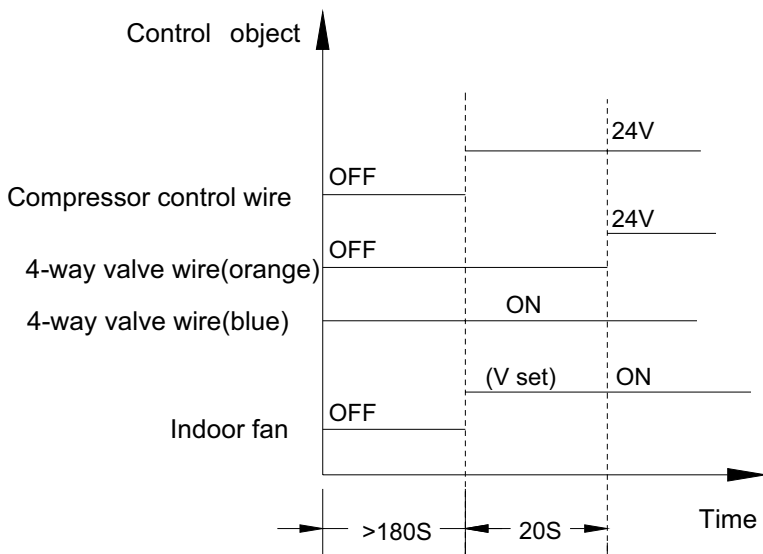 Control object
24V
OFF
Compressor control wire
24V
OFF
4-way valve wire(orange)
ON
4-way valve wire(blue)
(V set) ON
OFF
Indoor fan
Time
>180S 20S